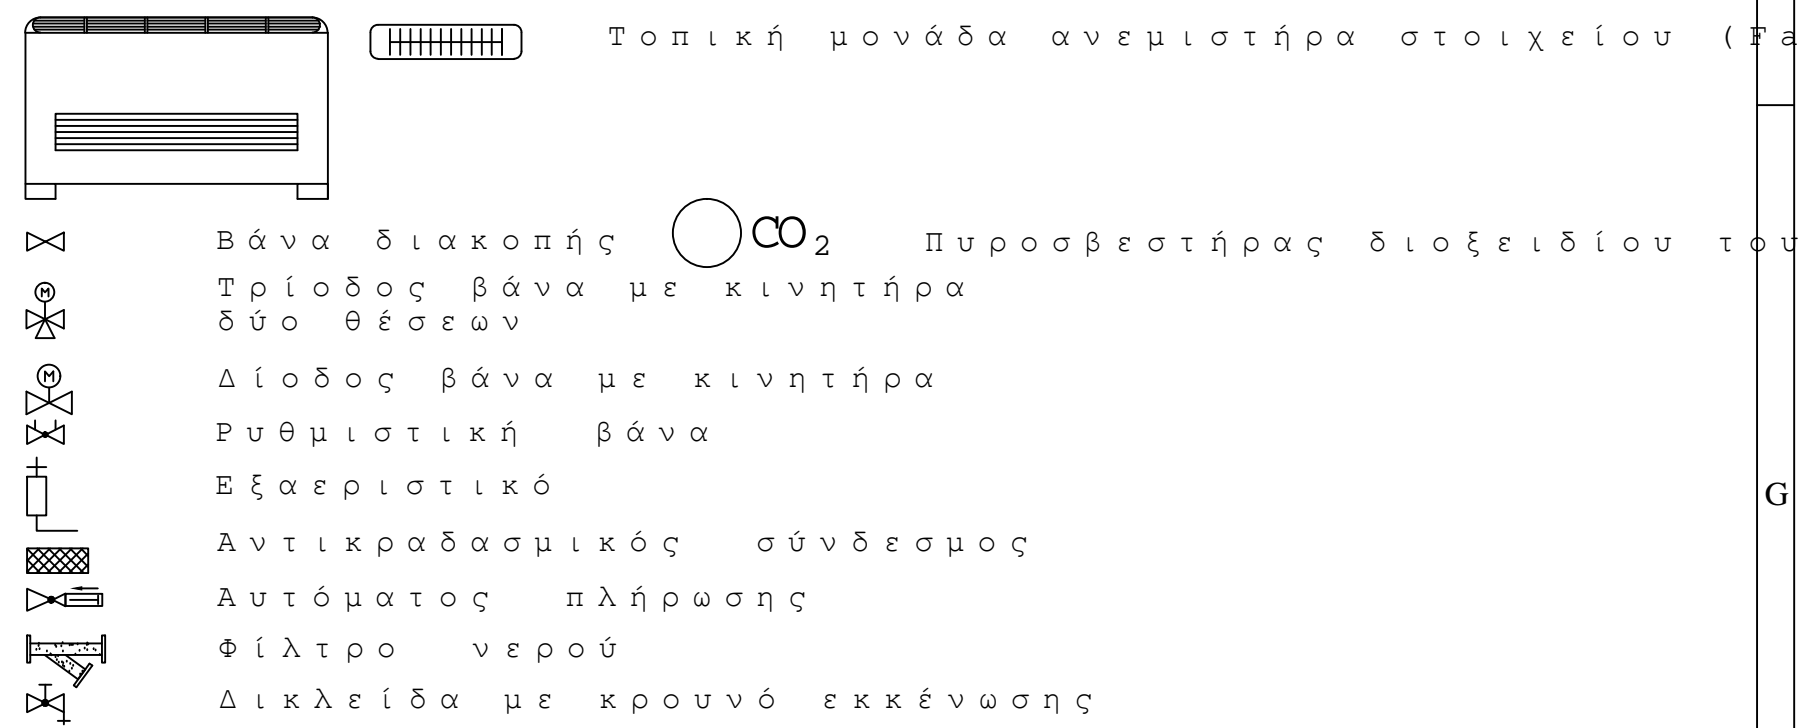 Τοπική μονάδα ανεμιστήρα στοιχείου (Fa
Βάνα διακοπής
CO2
Πυροσβεστήρας διοξειδίου του
M
Τρίοδος βάνα με κινητήρα
δύο θέσεων
M
Δίοδος βάνα με κινητήρα
Ρυθμιστική βάνα
Εξαεριστικό
G
Αντικραδασμικός σύνδεσμος
Αυτόματος πλήρωσης
Φίλτρο νερού
Δικλείδα με κρουνό εκκένωσης